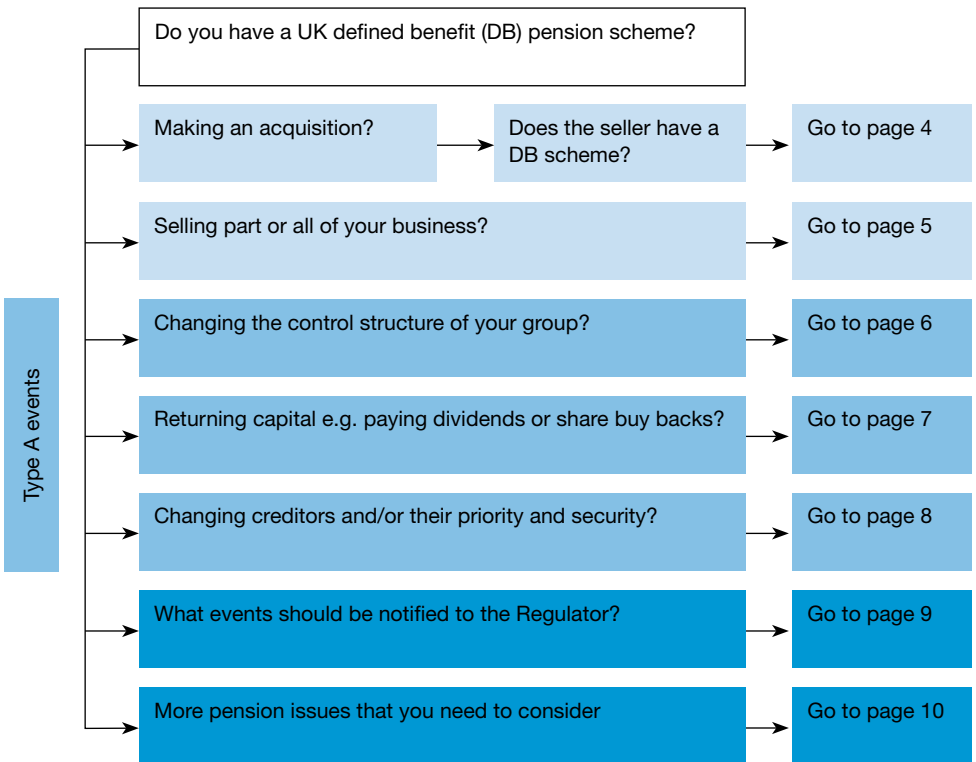 Do you have a UK defined benefit (DB) pension scheme?
Making an acquisition?
Does the seller have a
DB scheme?
Go to page 4
Selling part or all of your business?
Go to page 5
Type A events
Changing the control structure of your group?
Go to page 6
Returning capital e.g. paying dividends or share buy backs?
Go to page 7
Changing creditors and/or their priority and security?
Go to page 8
What events should be notified to the Regulator?
Go to page 9
More pension issues that you need to consider
Go to page 10